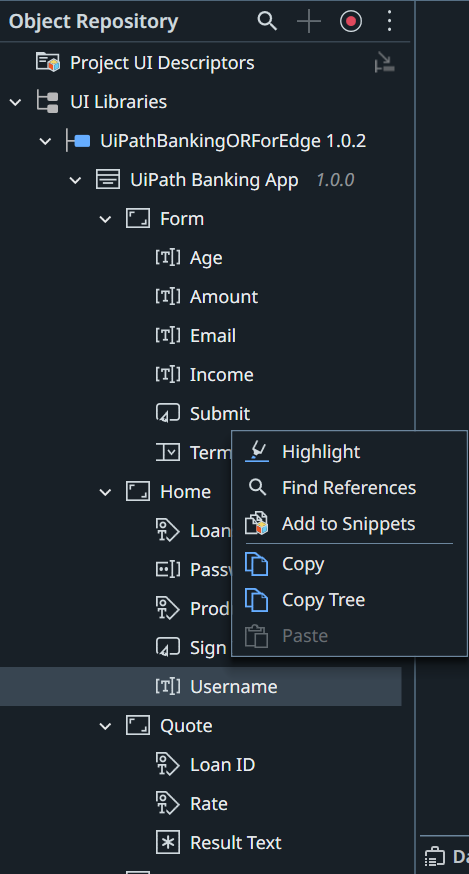 Object Repository
Project UI Descriptors
UI Libraries
UiPathBankingORForEdge 1.0.2
UiPath Banking App 1.0.0
Form
Age
Amount
Email
Income
Submit
Term
Highlight
Home
Find References
Loan
Add to Snippets
Copy
Prod
Copy Tree
Sign
Paste
Username
Quote
Loan ID
Rate
Result Text